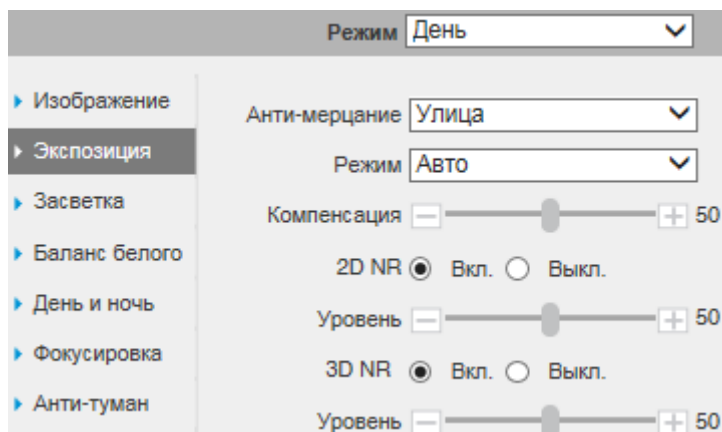 Режим День
Изображение
Экспозиция
Засветка
Баланс белого
День и ночь
Фокусировка
Анти-туман
Анти-мерцание Улица
Режим Авто
Компенсация 50
2D NR Вкл. Выкл.
Уровень 50
3D NR Вкл. Выкл.
Уровень 50